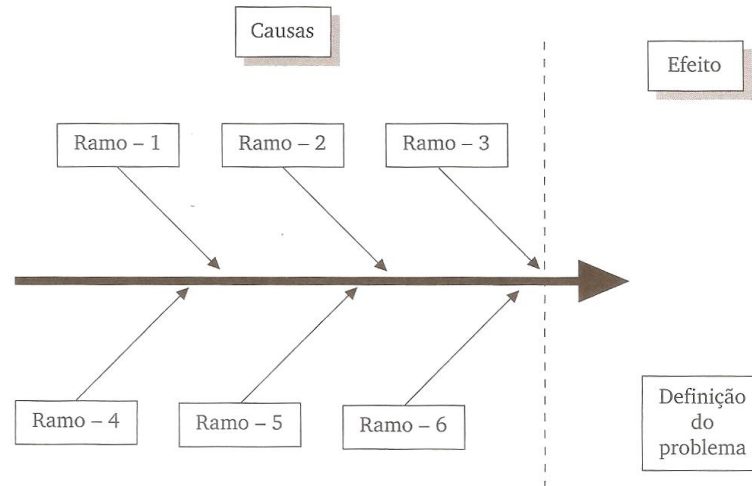 Causas
Efeito
Ramo – 1
Ramo – 2
Ramo – 3
Ramo – 4
Ramo – 5
Ramo – 6
Definição
do
problema